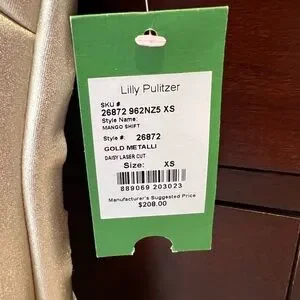 Lilly Pulitzer
SKU #
26872 962NZ5 XS
Style Name:
MANGO SHIFT
Style #: 26872
GOLD METALLI
DAISY LASER CUT
Size: XS
889069 203023
Manufacturer's Suggested Price
$208.00